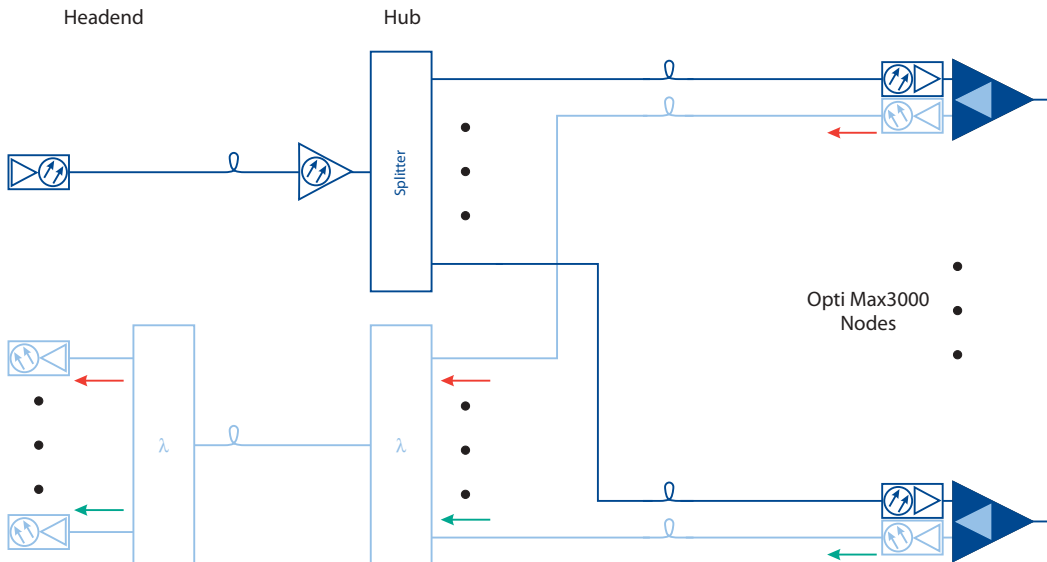 Headend
Hub
Splitter
Opti Max3000
Nodes
λ
λ